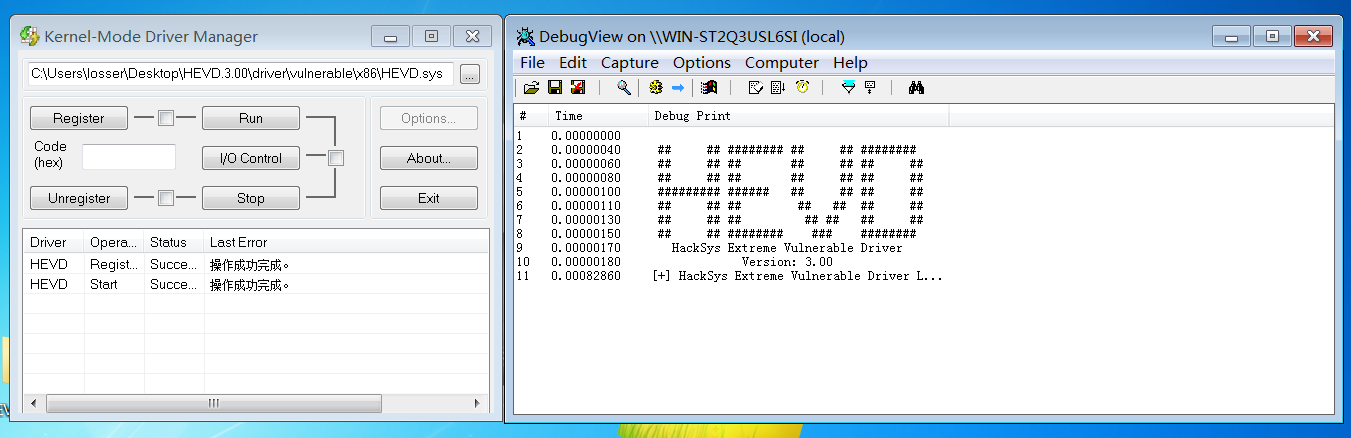 Kernel-Mode Driver Manager
C:\Users\losser\Desktop\HEVD.3.00\driver\vulnerable\x86\HEVD.sys ...
Register Run Options...
Code
(hex) I/O Control About...
Unregister Stop Exit
Driver Opera... Status Last Error
HEVD Regist... Succe... 操作成功完成。
HEVD Start Succe... 操作成功完成。
DebugView on \\WIN-ST2Q3USL6SI (local)
File Edit Capture Options Computer Help
# Time Debug Print
1 0.00000000
2 0.00000040 ##     ## ######## ##     ## ########
3 0.00000060 ##     ## ##       ##     ## ##     ##
4 0.00000080 ##     ## ##       ##     ## ##     ##
5 0.00000100 ######### ######   ##     ## ##     ##
6 0.00000110 ##     ## ##        ##   ##  ##     ##
7 0.00000130 ##     ## ##         ## ##   ##     ##
8 0.00000150 ##     ## ########    ###    ########
9 0.00000170 HackSys Extreme Vulnerable Driver
10 0.00000180 Version: 3.00
11 0.00082860 [+] HackSys Extreme Vulnerable Driver L...